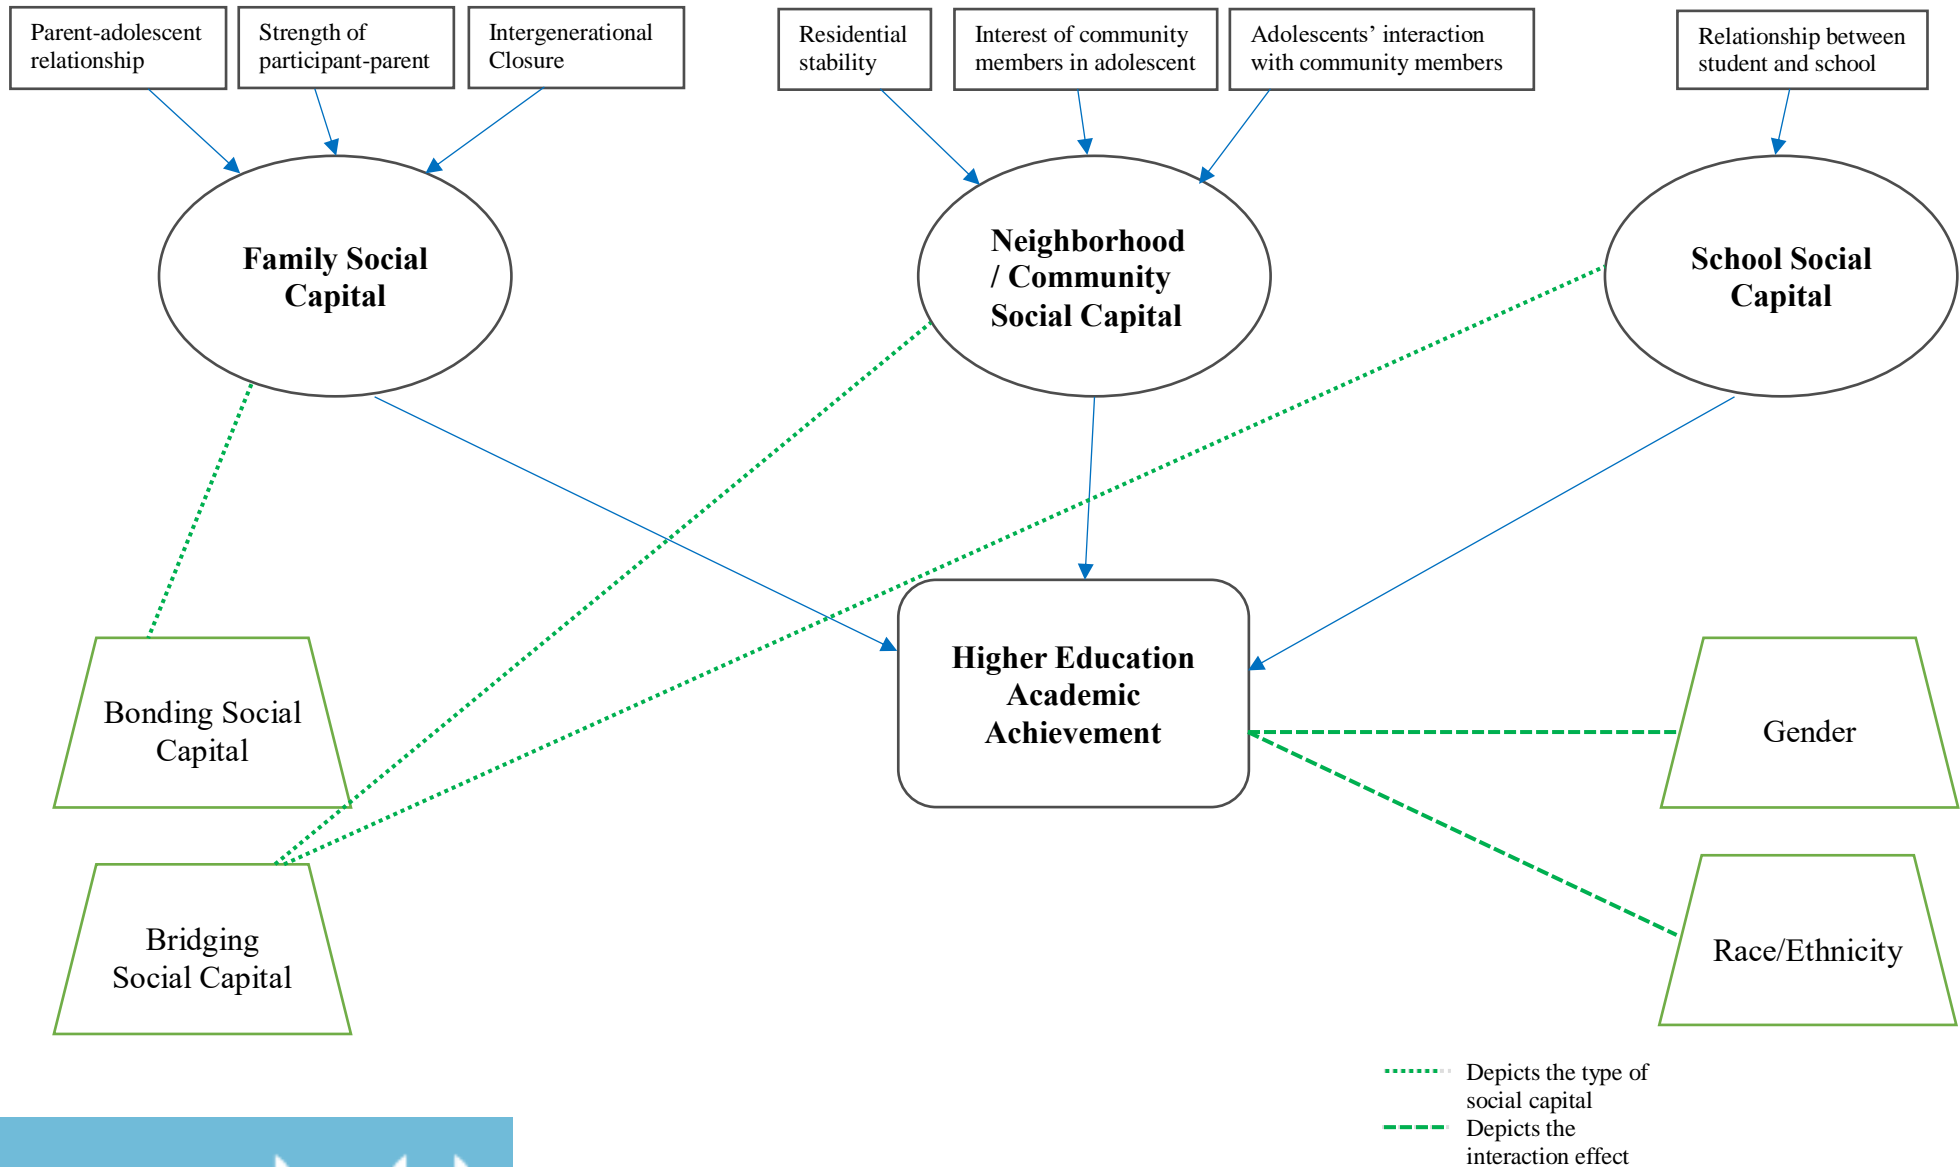 Parent-adolescent
relationship
Strength of
participant-parent
Intergenerational
Closure
Residential
stability
Interest of community
members in adolescent
Adolescents’ interaction
with community members
Relationship between
student and school
Family Social
Capital
Neighborhood
/ Community
Social Capital
School Social
Capital
Higher Education
Academic
Achievement
Bonding Social
Capital
Gender
Bridging
Social Capital
Race/Ethnicity
Depicts the type of
social capital
Depicts the
interaction effect